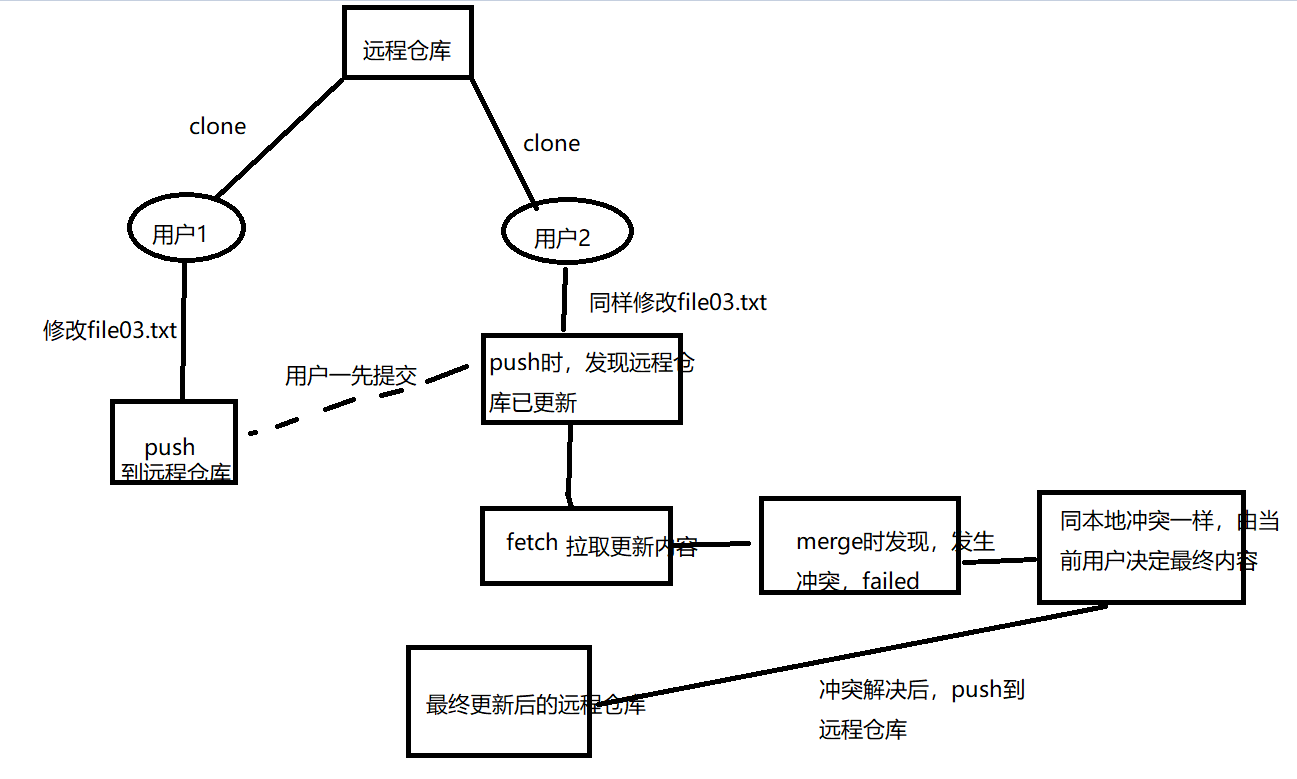 远程仓库
clone
clone
用户1
用户2
同样修改file03.txt
修改file03.txt
用户一先提交
push时，发现远程仓
库已更新
push
到远程仓库
fetch 拉取更新内容
merge时发现，发生
冲突，failed
同本地冲突一样，由当
前用户决定最终内容
最终更新后的远程仓库
冲突解决后，push到
远程仓库